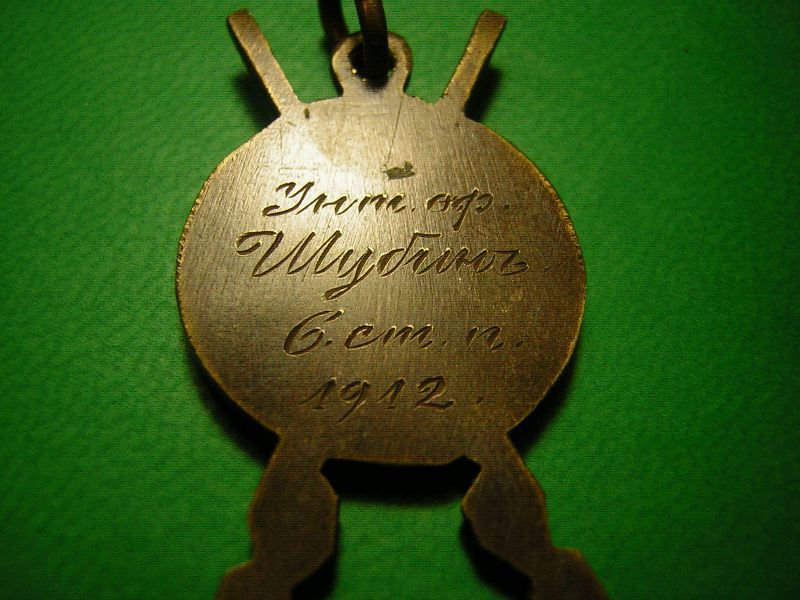 Унт. оф.
Шубинъ.
6. ст. п.
1912.